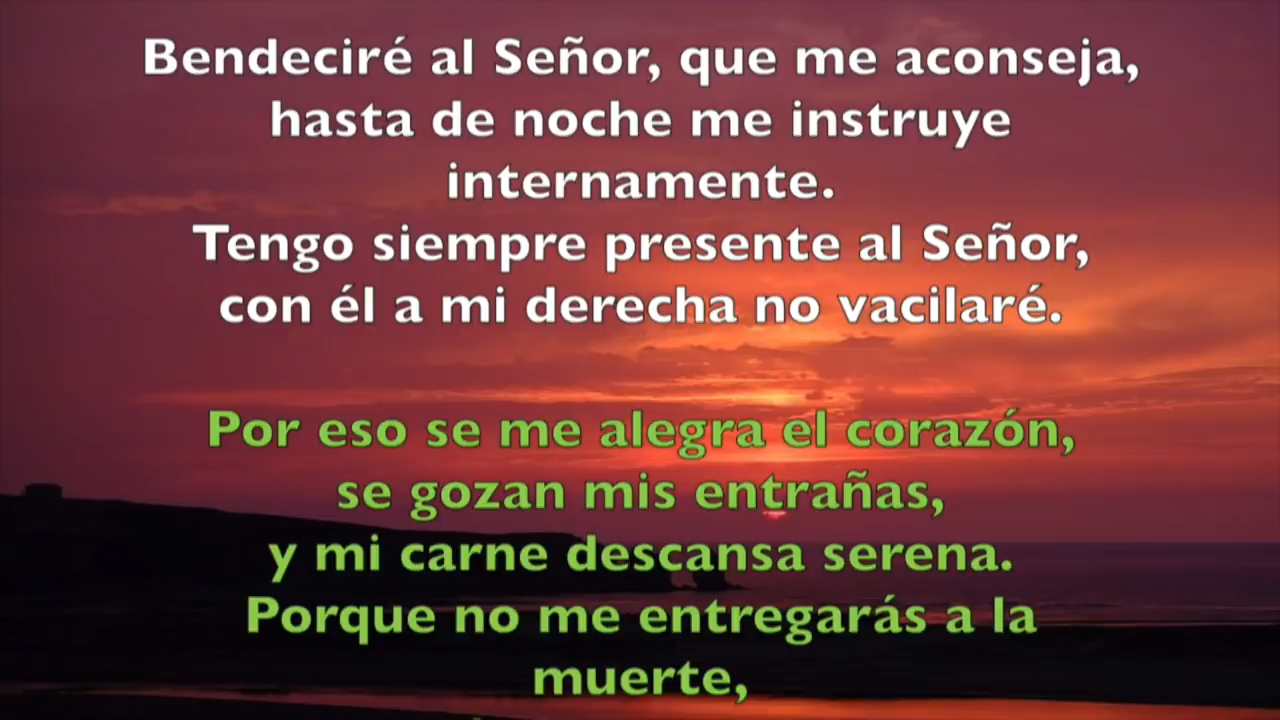 Bendeciré al Señor, que me aconseja,
hasta de noche me instruye
internamente.
Tengo siempre presente al Señor,
con él a mi derecha no vacilaré.
Por eso se me alegra el corazón,
se gozan mis entrañas,
y mi carne descansa serena.
Porque no me entregarás a la
muerte,